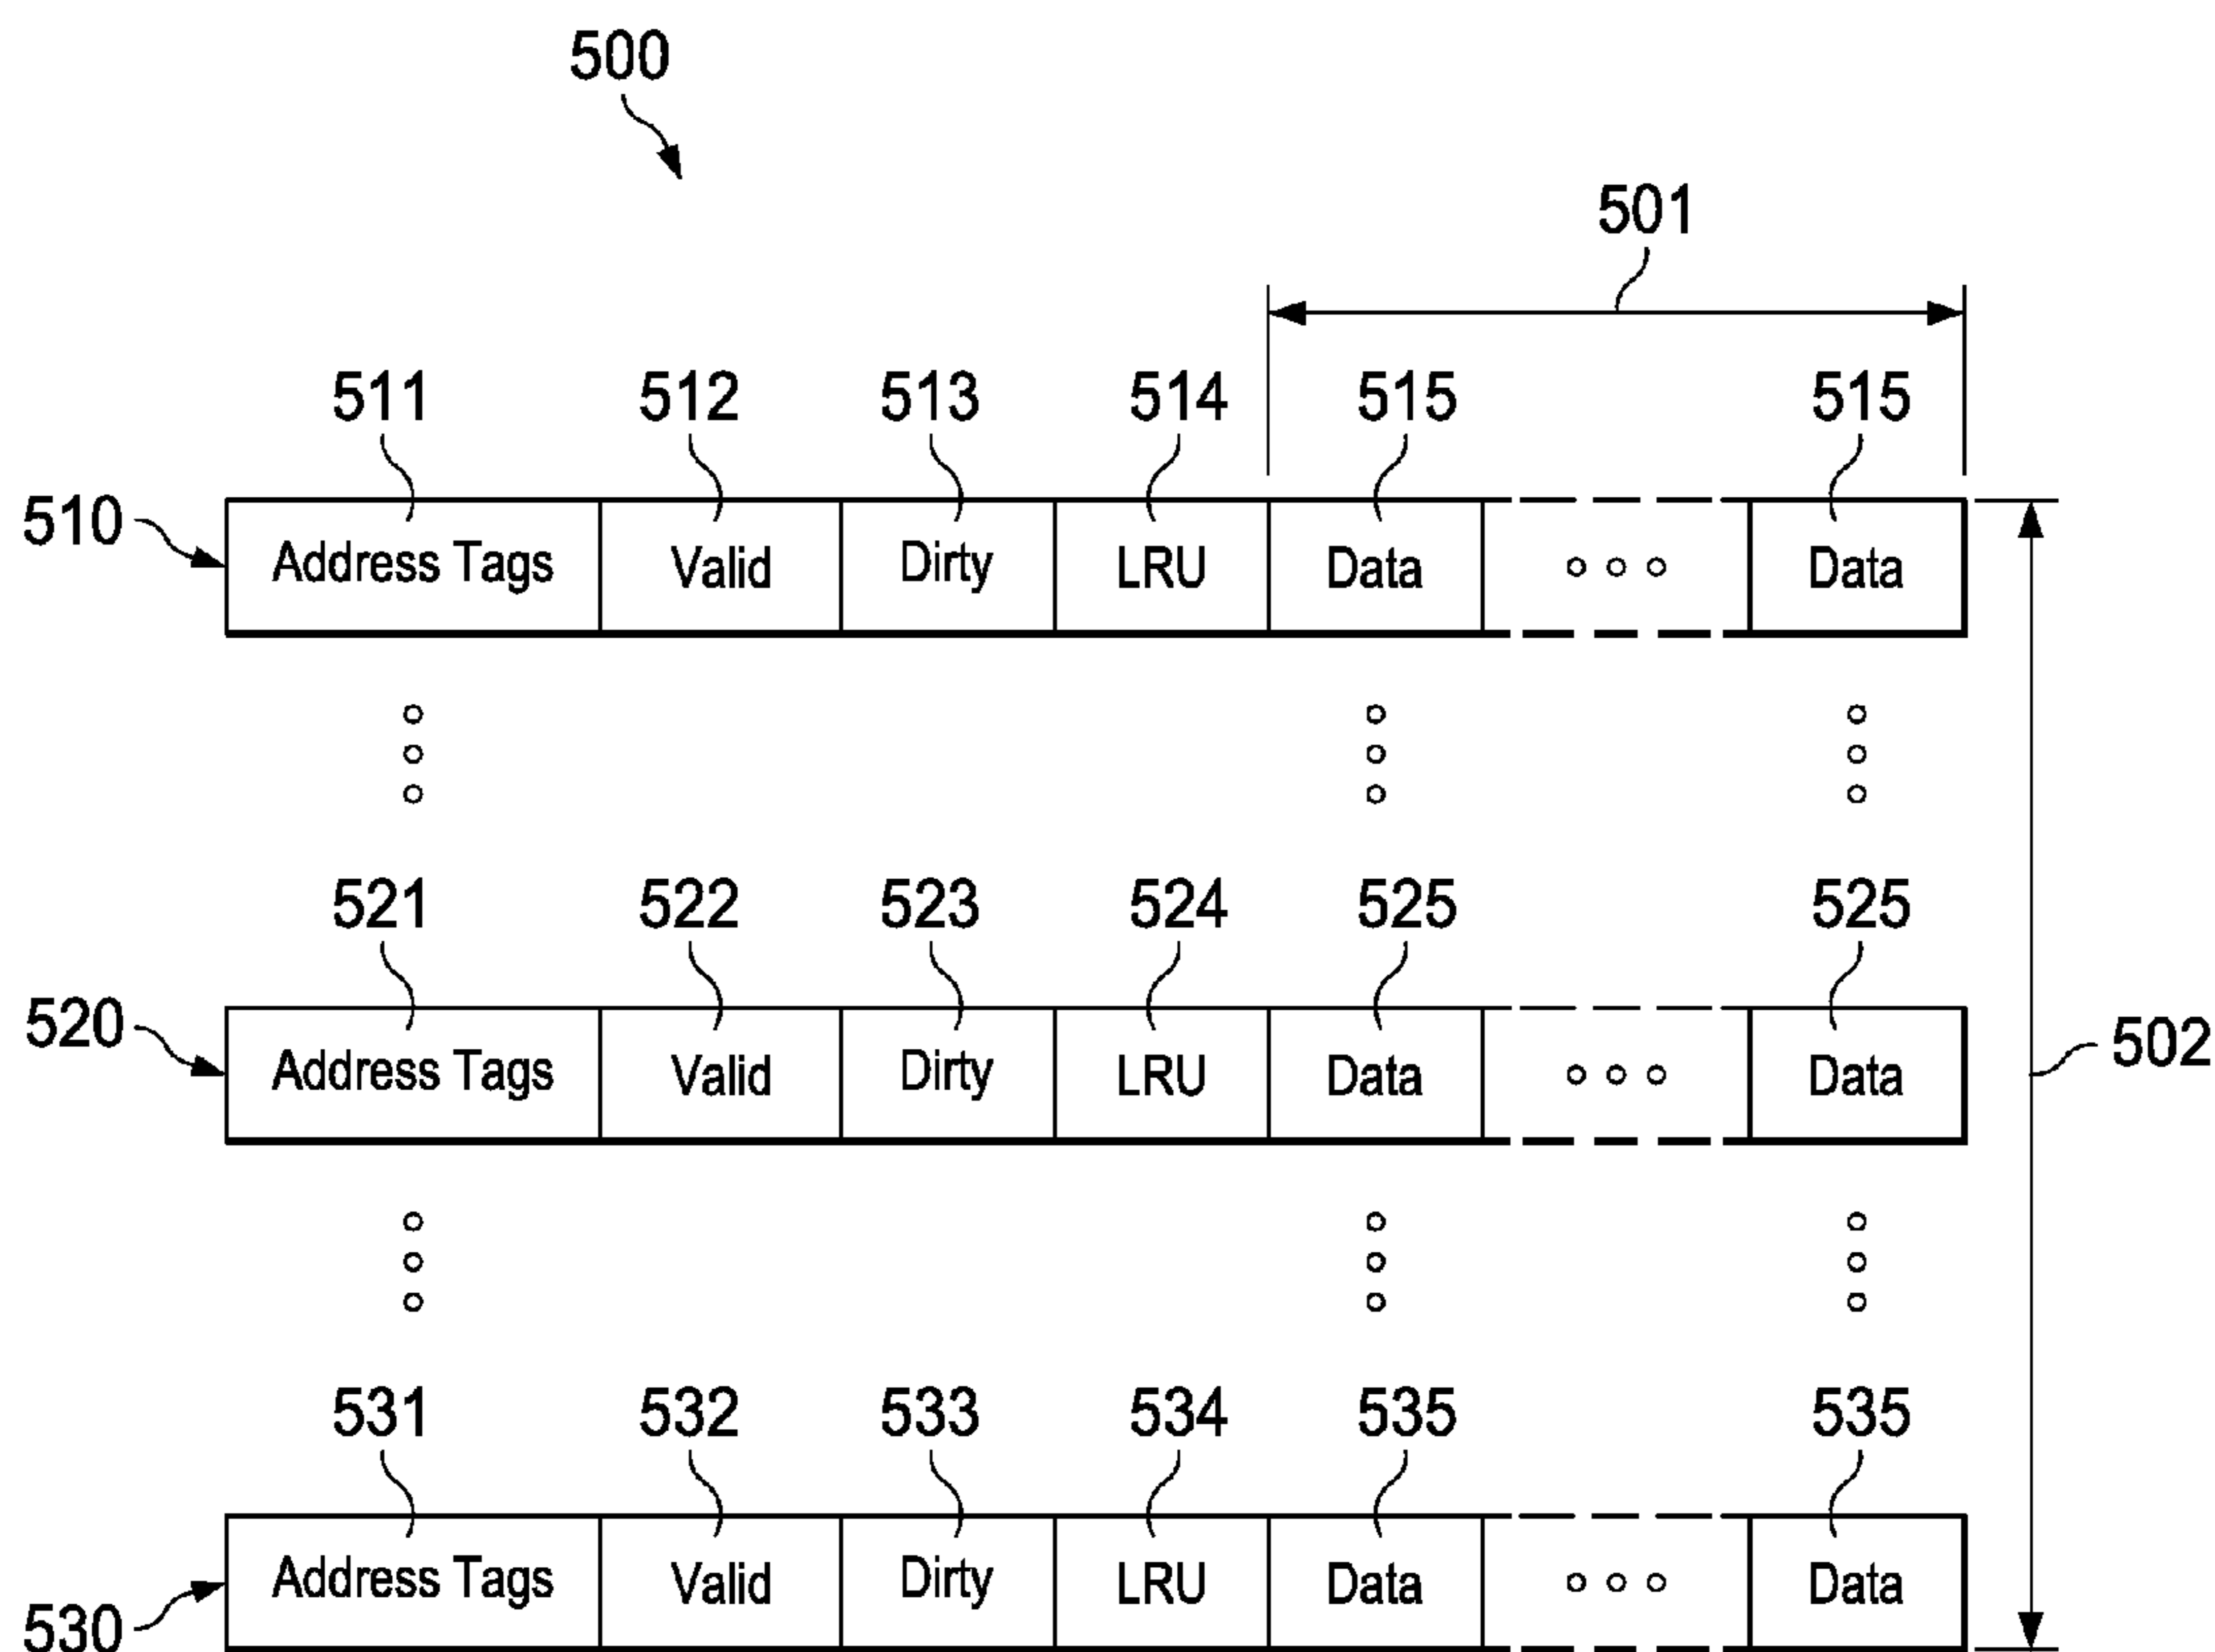 500
501
511 512 513 514 515 515
510
Address Tags Valid Dirty LRU Data Data
521 522 523 524 525 525
520
Address Tags Valid Dirty LRU Data Data
502
531 532 533 534 535 535
Address Tags Valid Dirty LRU Data Data
530